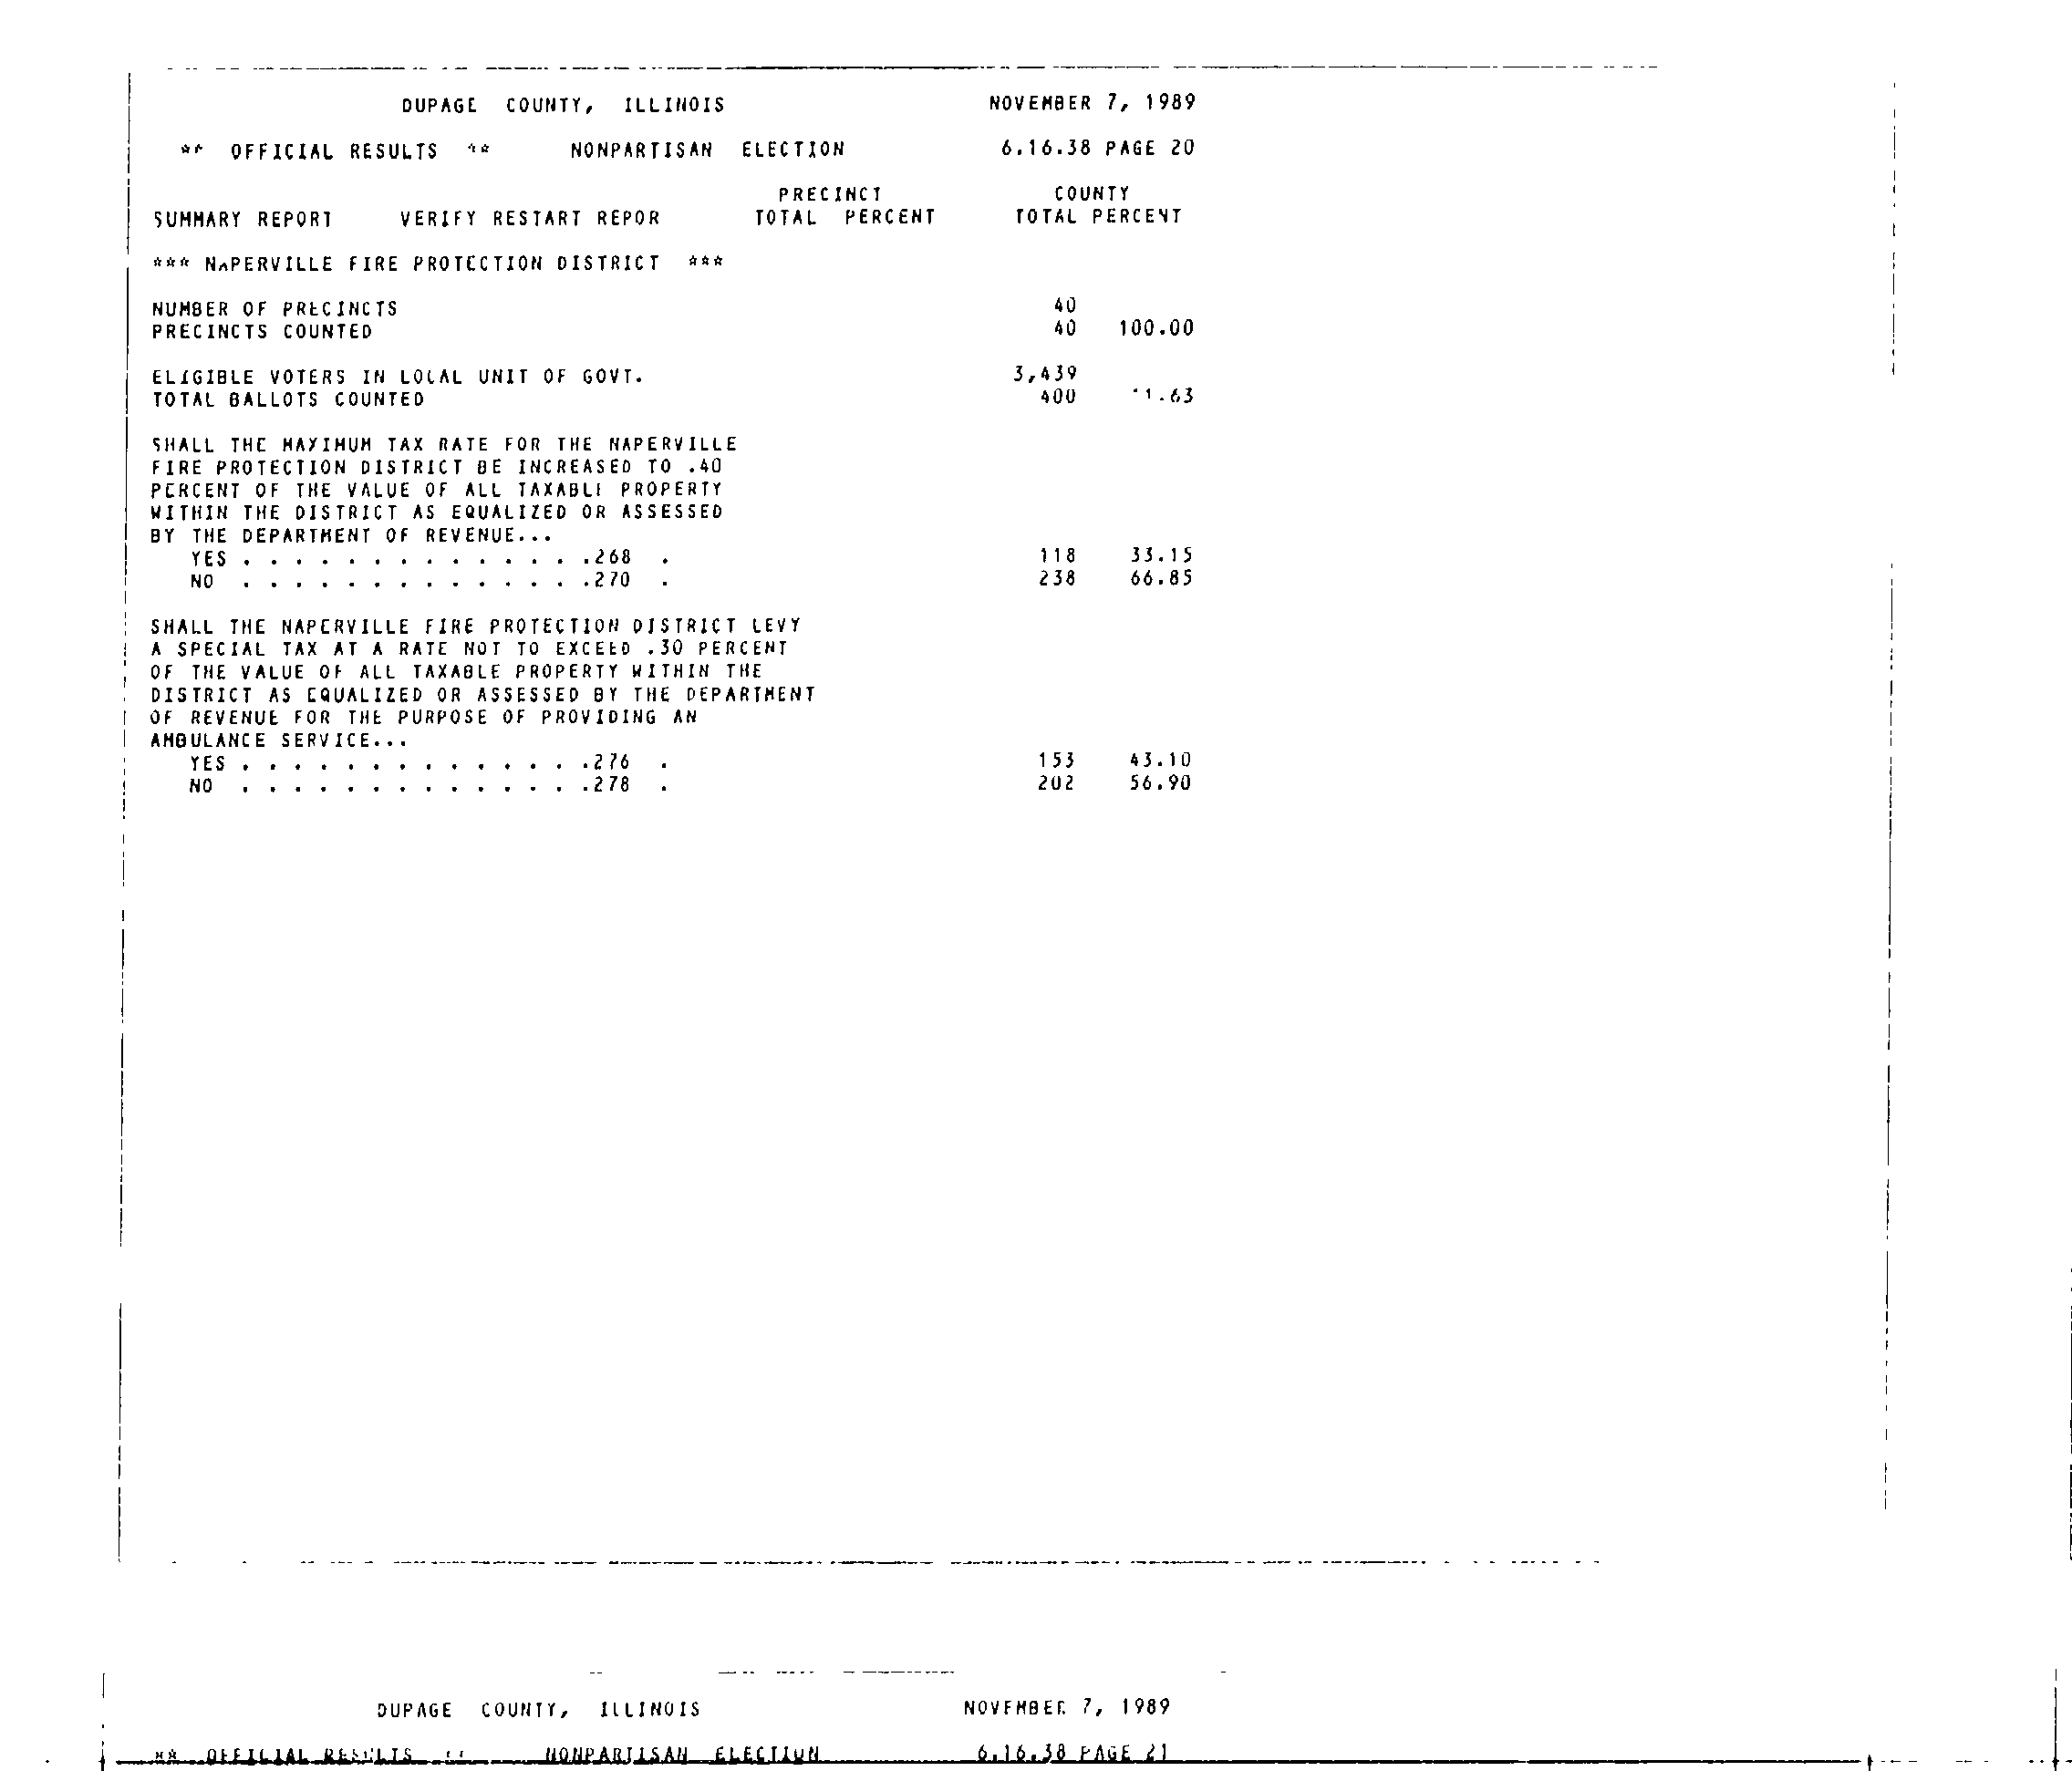 DUPAGE COUNTY, ILLINOIS NOVEMBER 7, 1989
** OFFICIAL RESULTS ** NONPARTISAN ELECTION 6.16.38 PAGE 20
PRECINCT COUNTY
SUMMARY REPORT VERIFY RESTART REPOR TOTAL PERCENT TOTAL PERCENT
*** NAPERVILLE FIRE PROTECTION DISTRICT ***
NUMBER OF PRECINCTS 40
PRECINCTS COUNTED 40 100.00
ELIGIBLE VOTERS IN LOCAL UNIT OF GOVT. 3,439
TOTAL BALLOTS COUNTED 400 11.63
SHALL THE MAXIMUM TAX RATE FOR THE NAPERVILLE
FIRE PROTECTION DISTRICT BE INCREASED TO .40
PERCENT OF THE VALUE OF ALL TAXABLE PROPERTY
WITHIN THE DISTRICT AS EQUALIZED OR ASSESSED
BY THE DEPARTMENT OF REVENUE...
YES . . . . . . . . . . . . . .268 . 118 33.15
NO . . . . . . . . . . . . . .270 . 238 66.85
SHALL THE NAPERVILLE FIRE PROTECTION DISTRICT LEVY
A SPECIAL TAX AT A RATE NOT TO EXCEED .30 PERCENT
OF THE VALUE OF ALL TAXABLE PROPERTY WITHIN THE
DISTRICT AS EQUALIZED OR ASSESSED BY THE DEPARTMENT
OF REVENUE FOR THE PURPOSE OF PROVIDING AN
AMBULANCE SERVICE...
YES . . . . . . . . . . . . . .276 . 153 43.10
NO . . . . . . . . . . . . . .278 . 202 56.90
DUPAGE COUNTY, ILLINOIS NOVEMBER 7, 1989
** OFFICIAL RESULTS ** NONPARTISAN ELECTION 6.16.38 PAGE 21